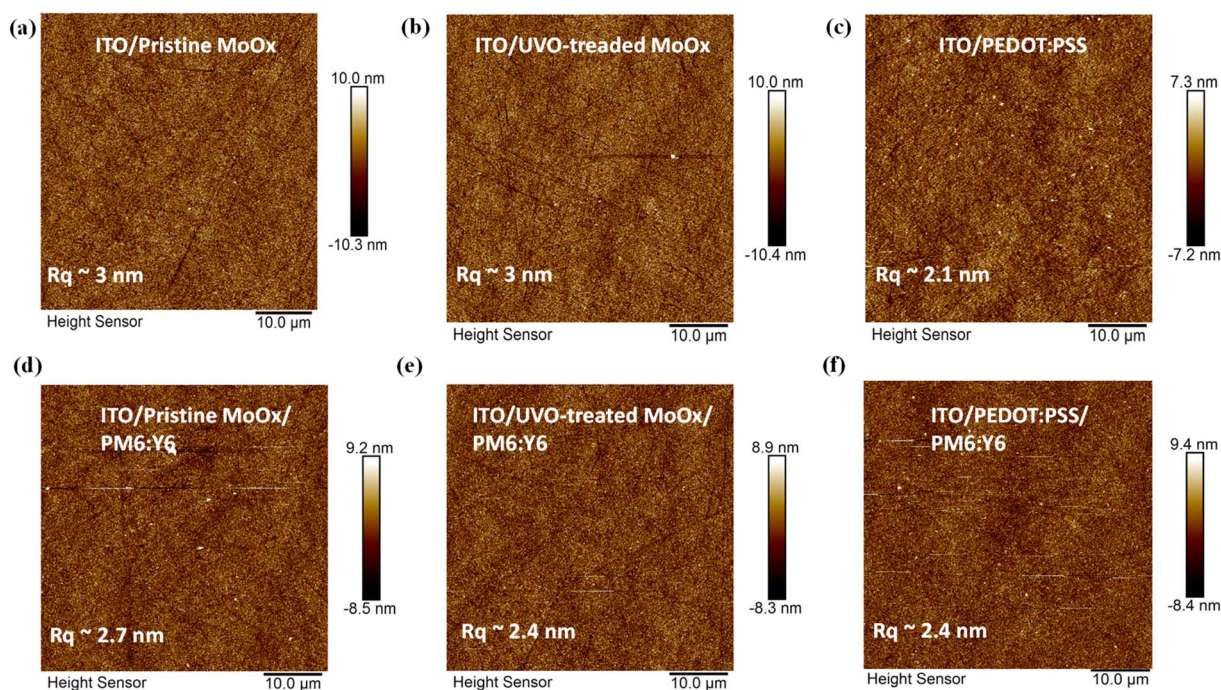 (a)
ITO/Pristine MoOx
10.0 nm
-10.3 nm
Rq ~ 3 nm
Height Sensor
10.0 µm
(b)
ITO/UVO-treaded MoOx
10.0 nm
-10.4 nm
Rq ~ 3 nm
Height Sensor
10.0 µm
(c)
ITO/PEDOT:PSS
7.3 nm
-7.2 nm
Rq ~ 2.1 nm
Height Sensor
10.0 µm
(d)
ITO/Pristine MoOx/
PM6:Y6
9.2 nm
-8.5 nm
Rq ~ 2.7 nm
Height Sensor
10.0 µm
(e)
ITO/UVO-treated MoOx/
PM6:Y6
8.9 nm
-8.3 nm
Rq ~ 2.4 nm
Height Sensor
10.0 µm
(f)
ITO/PEDOT:PSS/
PM6:Y6
9.4 nm
-8.4 nm
Rq ~ 2.4 nm
Height Sensor
10.0 µm